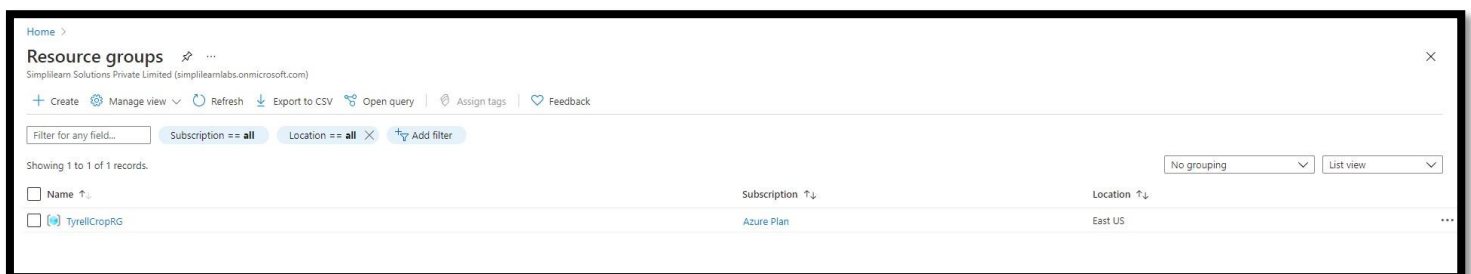 Home >
Resource groups ...
Simplilearn Solutions Private Limited (simplilearnlabs.onmicrosoft.com)
+ Create Manage view Refresh Export to CSV Open query Assign tags Feedback
Filter for any field... Subscription == all Location == all Add filter
Showing 1 to 1 of 1 records. No grouping List view
Name ↑↓ Subscription ↑↓ Location ↑↓
TyrellCropRG Azure Plan East US ...